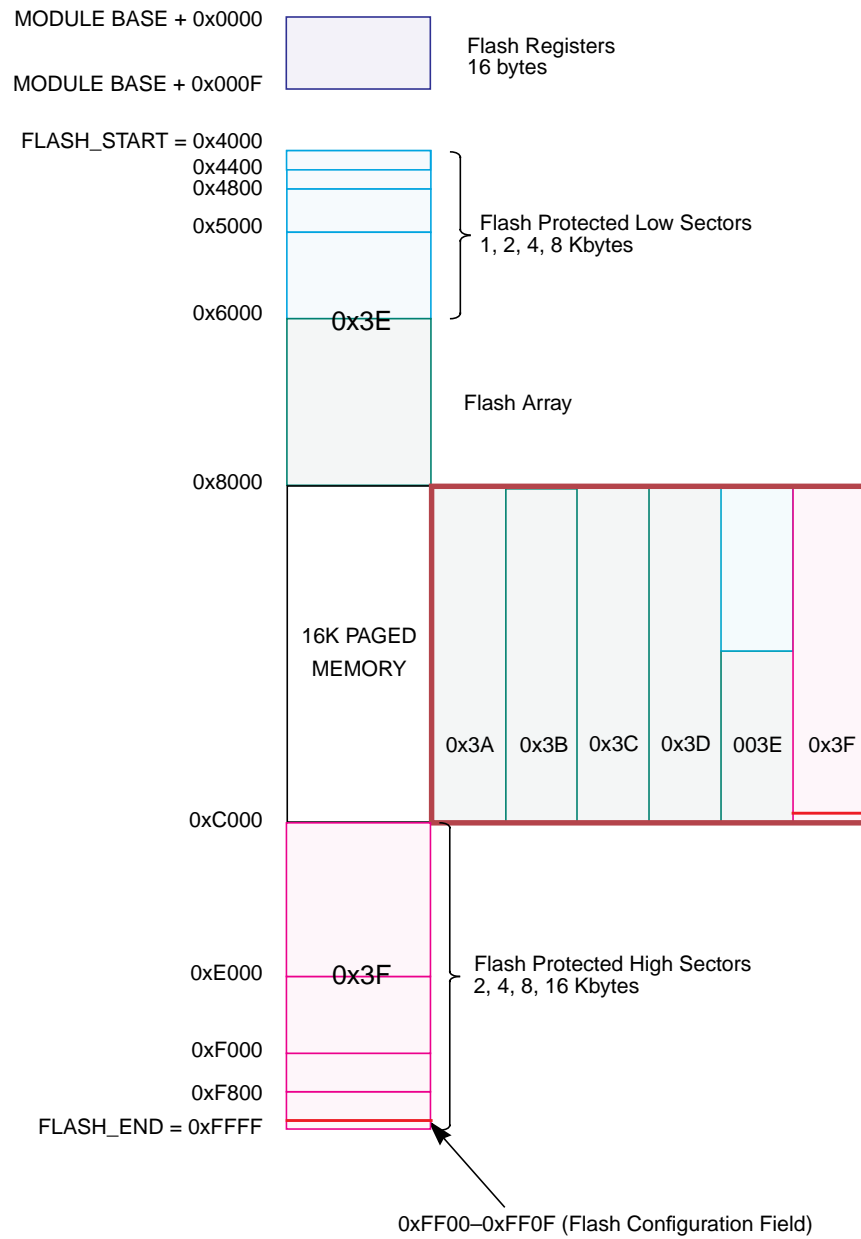 MODULE BASE + 0x0000
Flash Registers
16 bytes
MODULE BASE + 0x000F
FLASH_START = 0x4000
0x4400
0x4800
0x5000
Flash Protected Low Sectors
1, 2, 4, 8 Kbytes
0x6000
0x3E
Flash Array
0x8000
16K PAGED
MEMORY
0x3A 0x3B 0x3C 0x3D 003E 0x3F
0xC000
0xE000
0x3F
Flash Protected High Sectors
2, 4, 8, 16 Kbytes
0xF000
0xF800
FLASH_END = 0xFFFF
0xFF00–0xFF0F (Flash Configuration Field)